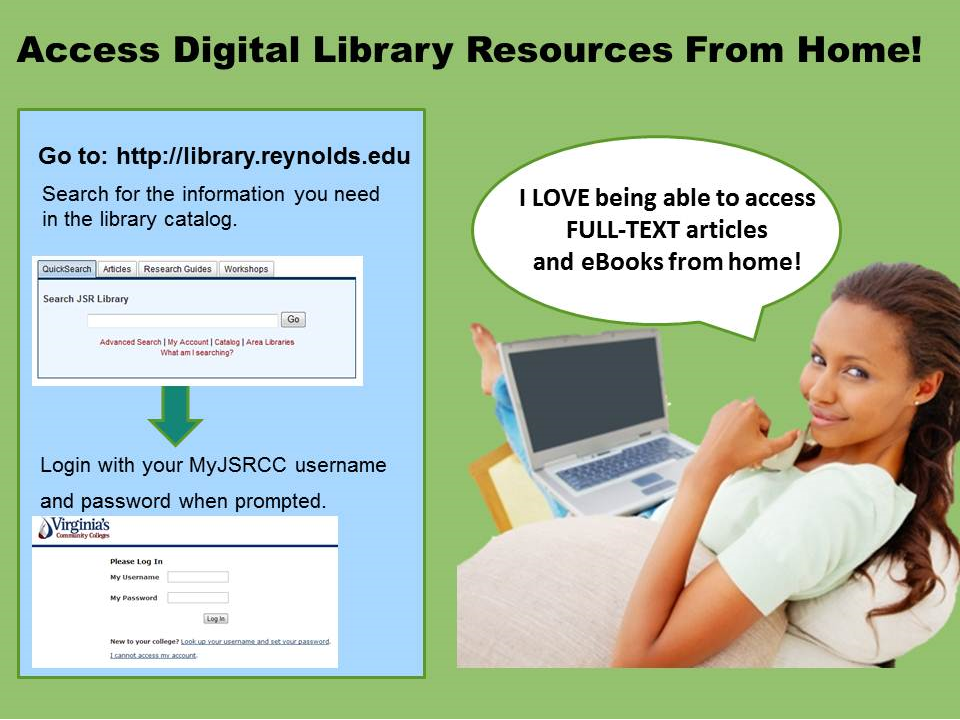 Access Digital Library Resources From Home!
Go to: http://library.reynolds.edu
Search for the information you need
in the library catalog.
QuickSearch Articles Research Guides Workshops
Search JSR Library
Go
Advanced Search | My Account | Catalog | Area Libraries
What am I searching?
Login with your MyJSRCC username
and password when prompted.
Virginia's
Community Colleges
Please Log In
My Username
My Password
Log In
New to your college? Look up your username and set your password.
I cannot access my account.
I LOVE being able to access
FULL-TEXT articles
and eBooks from home!